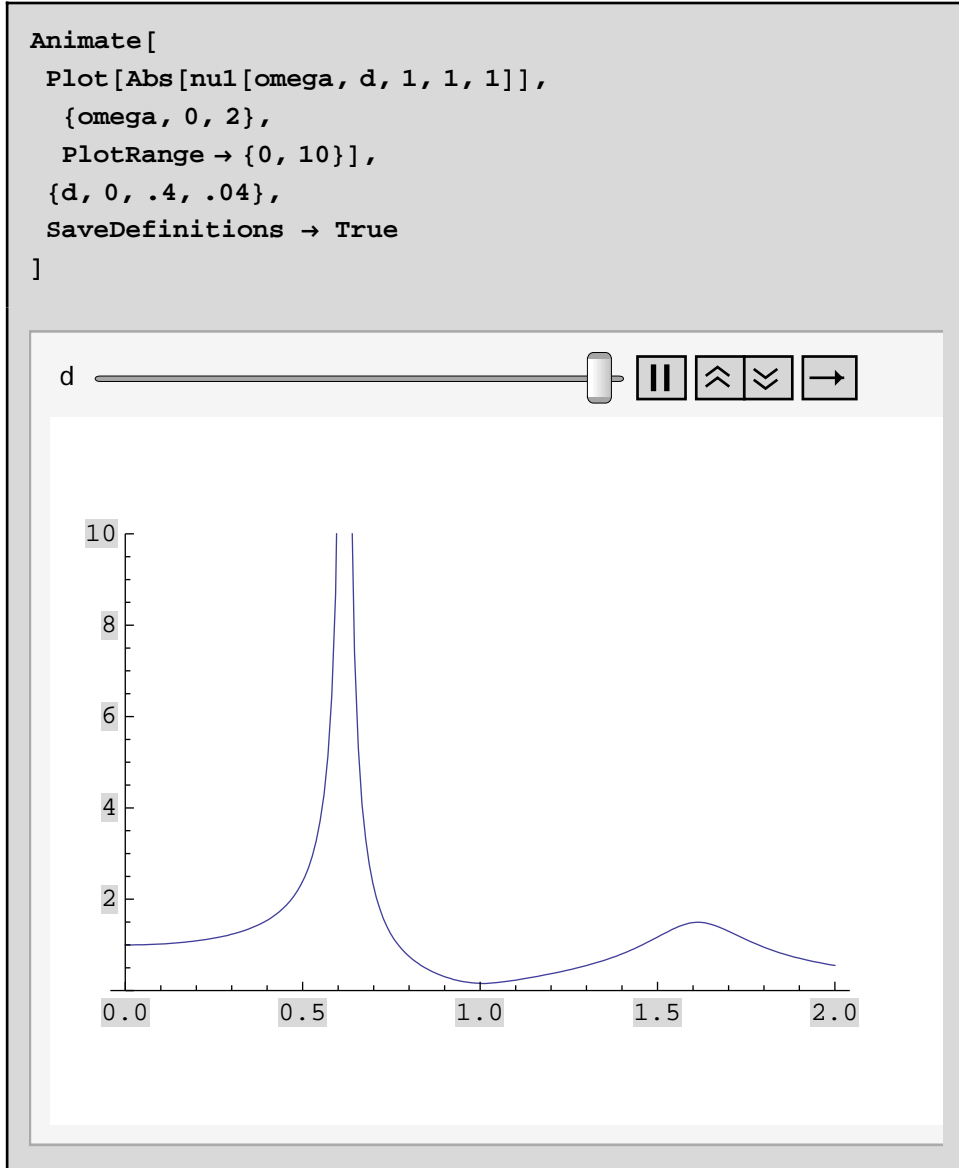 Animate[
Plot[Abs[nu1[omega, d, 1, 1, 1]],
{omega, 0, 2},
PlotRange → {0, 10}],
{d, 0, .4, .04},
SaveDefinitions → True
]
d
10
8
6
4
2
0.0 0.5 1.0 1.5 2.0